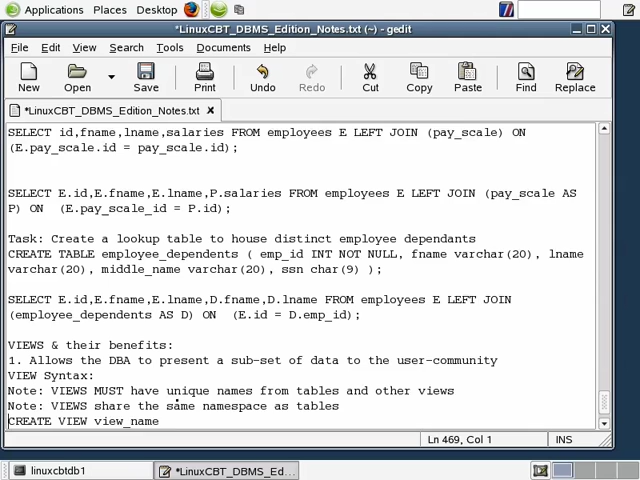 Applications Places Desktop
*LinuxCBT_DBMS_Edition_Notes.txt (~) - gedit
File Edit View Search Tools Documents Help
New Open Save Print Undo Redo Cut Copy Paste Find Replace
*LinuxCBT_DBMS_Edition_Notes.txt
SELECT id,fname,lname,salaries FROM employees E LEFT JOIN (pay_scale) ON
(E.pay_scale.id = pay_scale.id);
SELECT E.id,E.fname,E.lname,P.salaries FROM employees E LEFT JOIN (pay_scale AS
P) ON  (E.pay_scale_id = P.id);
Task: Create a lookup table to house distinct employee dependants
CREATE TABLE employee_dependents ( emp_id INT NOT NULL, fname varchar(20), lname
varchar(20), middle_name varchar(20), ssn char(9) );
SELECT E.id,E.fname,E.lname,D.fname,D.lname FROM employees E LEFT JOIN
(employee_dependents AS D) ON  (E.id = D.emp_id);
VIEWS & their benefits:
1. Allows the DBA to present a sub-set of data to the user-community
VIEW Syntax:
Note: VIEWS MUST have unique names from tables and other views
Note: VIEWS share the same namespace as tables
CREATE VIEW view_name
Ln 469, Col 1 INS
linuxcbtdb1 *LinuxCBT_DBMS_Ed...